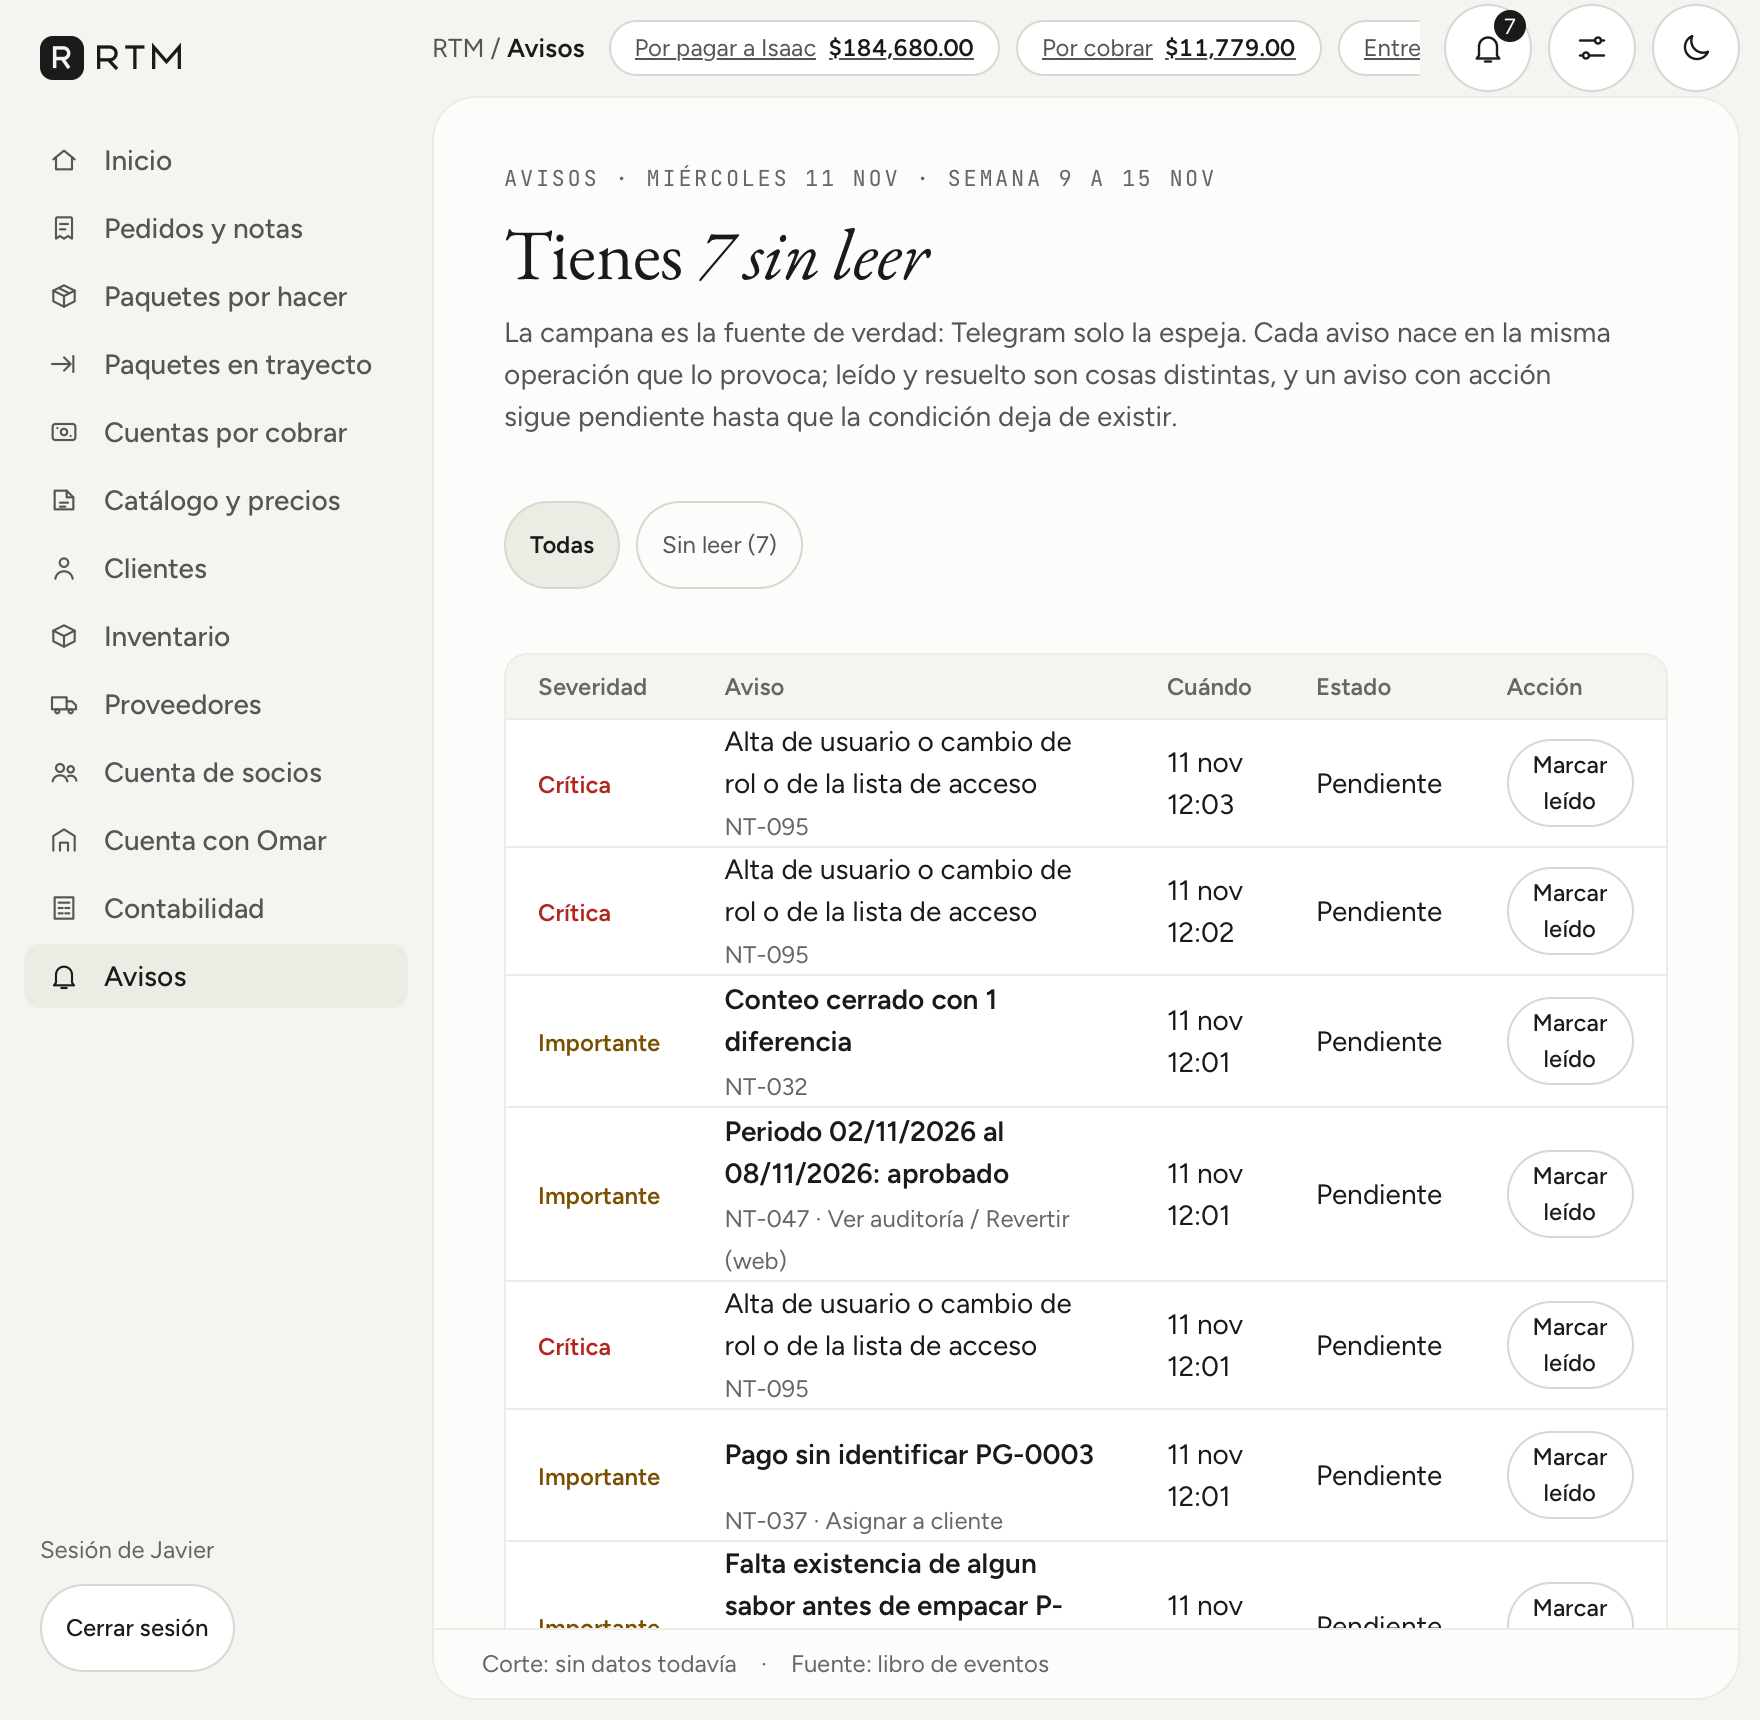 R RTM
RTM / Avisos
Por pagar a Isaac $184,680.00
Por cobrar $11,779.00
Entre
7
Inicio
Pedidos y notas
Paquetes por hacer
Paquetes en trayecto
Cuentas por cobrar
Catálogo y precios
Clientes
Inventario
Proveedores
Cuenta de socios
Cuenta con Omar
Contabilidad
Avisos
Sesión de Javier
Cerrar sesión
AVISOS · MIÉRCOLES 11 NOV · SEMANA 9 A 15 NOV
Tienes 7 sin leer
La campana es la fuente de verdad: Telegram solo la espeja. Cada aviso nace en la misma
operación que lo provoca; leído y resuelto son cosas distintas, y un aviso con acción
sigue pendiente hasta que la condición deja de existir.
Todas
Sin leer (7)
Severidad Aviso Cuándo Estado Acción
Crítica
Alta de usuario o cambio de
rol o de la lista de acceso
NT-095
11 nov
12:03
Pendiente
Marcar
leído
Crítica
Alta de usuario o cambio de
rol o de la lista de acceso
NT-095
11 nov
12:02
Pendiente
Marcar
leído
Importante
Conteo cerrado con 1
diferencia
NT-032
11 nov
12:01
Pendiente
Marcar
leído
Importante
Periodo 02/11/2026 al
08/11/2026: aprobado
NT-047 · Ver auditoría / Revertir
(web)
11 nov
12:01
Pendiente
Marcar
leído
Crítica
Alta de usuario o cambio de
rol o de la lista de acceso
NT-095
11 nov
12:01
Pendiente
Marcar
leído
Importante
Pago sin identificar PG-0003
NT-037 · Asignar a cliente
11 nov
12:01
Pendiente
Marcar
leído
Importante
Falta existencia de algun
sabor antes de empacar P-
11 nov
Pendiente
Marcar
Corte: sin datos todavía · Fuente: libro de eventos